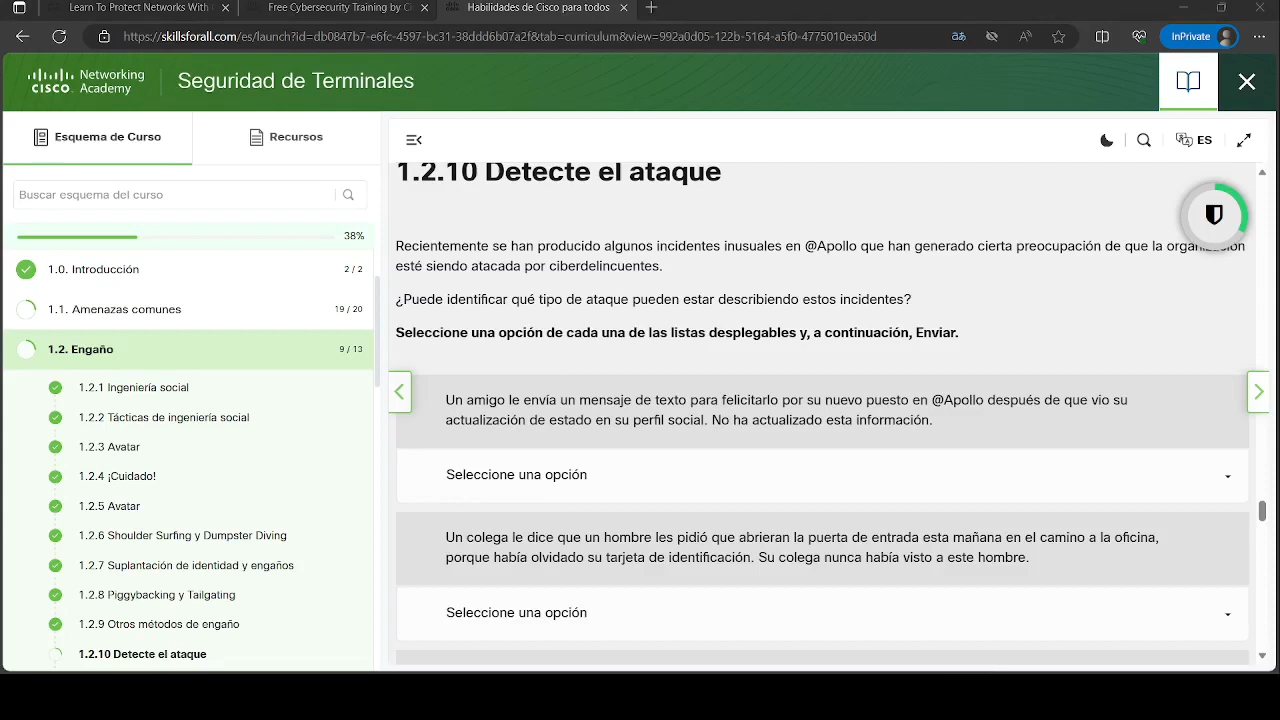 Learn To Protect Networks With
Free Cybersecurity Training by C
Habilidades de Cisco para todos
https://skillsforall.com/es/launch?id=db0847b7-e6fc-4597-bc31-38ddd6b07a2f&tab=curriculum&view=992a0d05-122b-5164-a5f0-4775010ea50d
InPrivate
Networking
CISCO Academy
Seguridad de Terminales
Esquema de Curso
Recursos
ES
Buscar esquema del curso
38%
1.0. Introducción 2 / 2
1.1. Amenazas comunes 19 / 20
1.2. Engaño 9 / 13
1.2.1 Ingeniería social
1.2.2 Tácticas de ingeniería social
1.2.3 Avatar
1.2.4 ¡Cuidado!
1.2.5 Avatar
1.2.6 Shoulder Surfing y Dumpster Diving
1.2.7 Suplantación de identidad y engaños
1.2.8 Piggybacking y Tailgating
1.2.9 Otros métodos de engaño
1.2.10 Detecte el ataque
1.2.10 Detecte el ataque
Recientemente se han producido algunos incidentes inusuales en @Apollo que han generado cierta preocupación de que la organización
esté siendo atacada por ciberdelincuentes.
¿Puede identificar qué tipo de ataque pueden estar describiendo estos incidentes?
Seleccione una opción de cada una de las listas desplegables y, a continuación, Enviar.
Un amigo le envía un mensaje de texto para felicitarlo por su nuevo puesto en @Apollo después de que vio su
actualización de estado en su perfil social. No ha actualizado esta información.
Seleccione una opción
Un colega le dice que un hombre les pidió que abrieran la puerta de entrada esta mañana en el camino a la oficina,
porque había olvidado su tarjeta de identificación. Su colega nunca había visto a este hombre.
Seleccione una opción